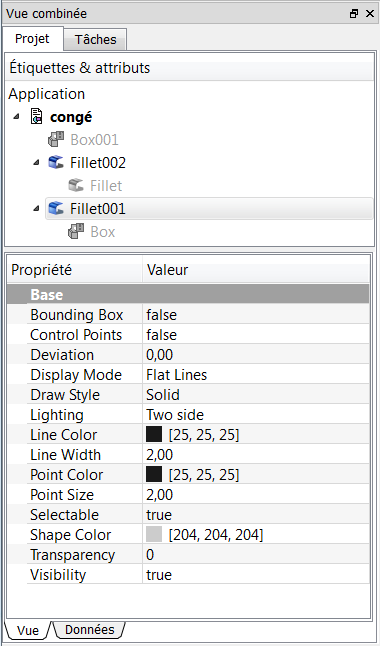 Vue combinée
Projet Tâches
Étiquettes & attributs
Application
congé
Box001
Fillet002
Fillet
Fillet001
Box
Propriété Valeur
Base
Bounding Box false
Control Points false
Deviation 0,00
Display Mode Flat Lines
Draw Style Solid
Lighting Two side
Line Color [25, 25, 25]
Line Width 2,00
Point Color [25, 25, 25]
Point Size 2,00
Selectable true
Shape Color [204, 204, 204]
Transparency 0
Visibility true
Vue Données